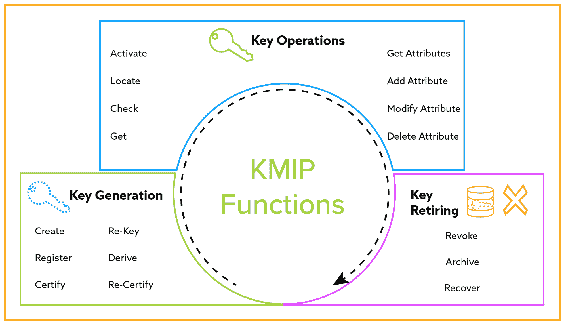 Key Operations
Activate
Locate
Check
Get
Get Attributes
Add Attribute
Modify Attribute
Delete Attribute
KMIP
Functions
Key Generation
Create
Register
Certify
Re-Key
Derive
Re-Certify
Key
Retiring
Revoke
Archive
Recover